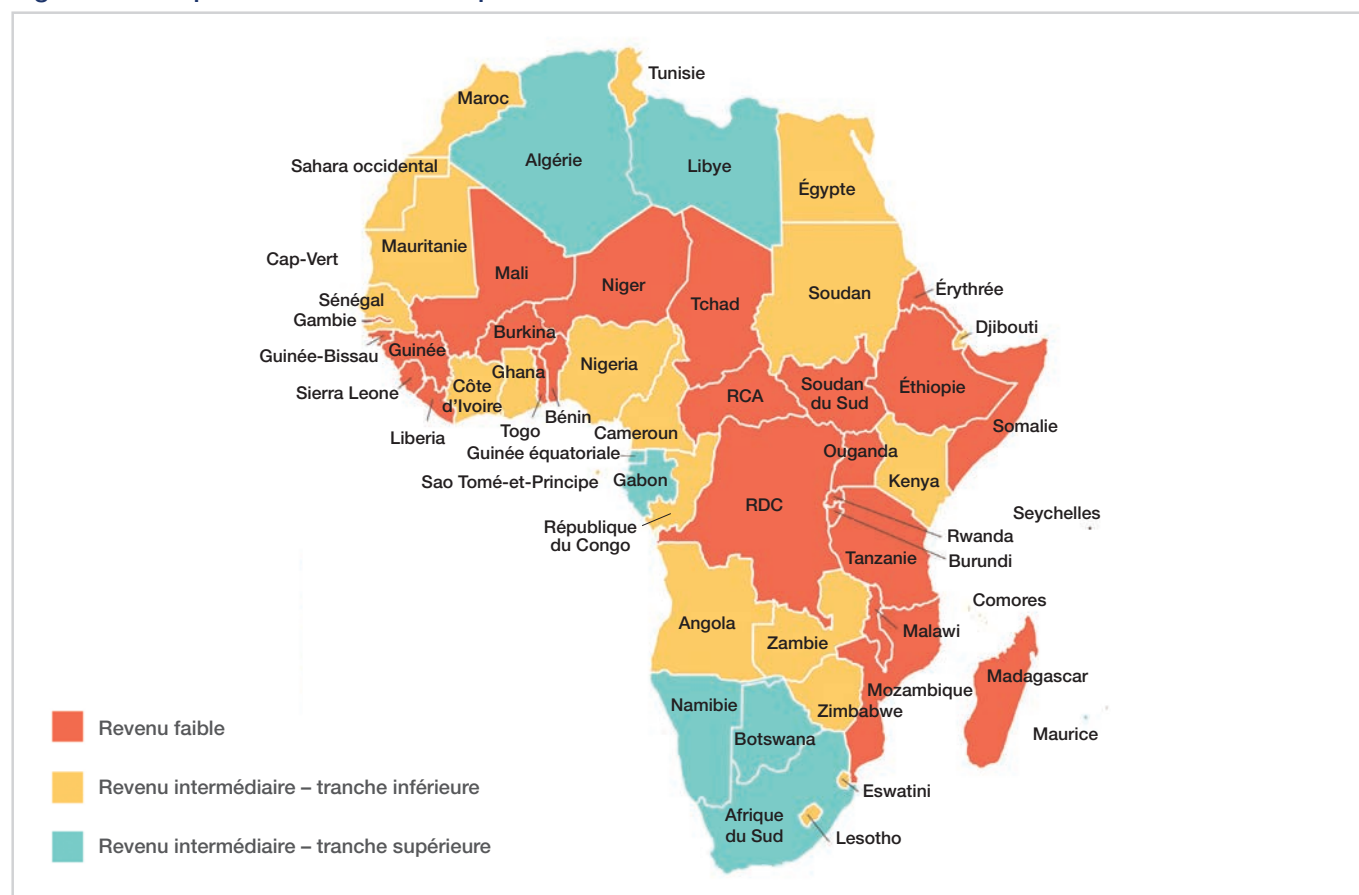 Tunisie
Maroc
Algérie
Libye
Sahara occidental
Égypte
Mauritanie
Cap-Vert
Mali
Niger
Tchad
Soudan
Érythrée
Sénégal
Gambie
Djibouti
Burkina
Guinée-Bissau
Guinée
Nigeria
Ghana
Côte
d'Ivoire
Sierra Leone
RCA
Soudan
du Sud
Éthiopie
Bénin
Togo
Liberia
Somalie
Cameroun
Guinée équatoriale
Ouganda
Sao Tomé-et-Principe
Gabon
Kenya
RDC
République
du Congo
Seychelles
Rwanda
Burundi
Tanzanie
Comores
Angola
Malawi
Zambie
Madagascar
Mozambique
Namibie
Zimbabwe
Maurice
Botswana
Eswatini
Afrique
du Sud
Lesotho
Revenu faible
Revenu intermédiaire – tranche inférieure
Revenu intermédiaire – tranche supérieure